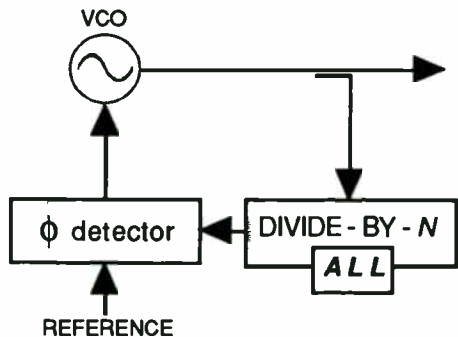 VCO
ϕ detector
DIVIDE - BY - N
ALL
REFERENCE